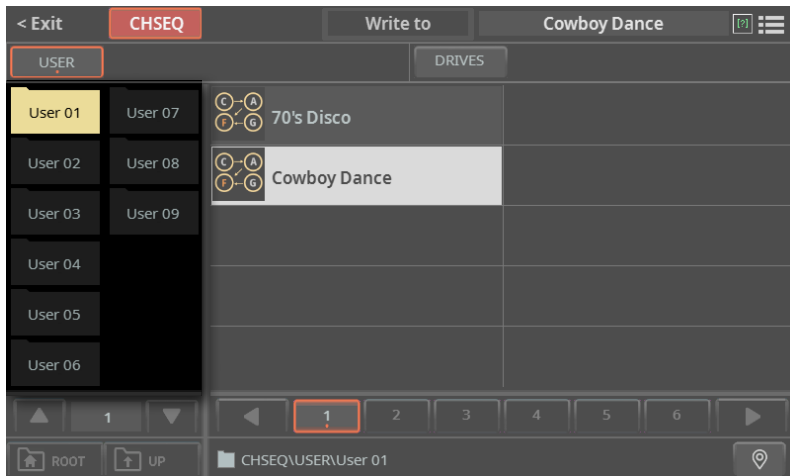 < Exit CHSEQ Write to Cowboy Dance [?]
USER DRIVES
User 01 User 07
User 02 User 08
User 03 User 09
User 04
User 05
User 06
C A F G 70's Disco
C A F G Cowboy Dance
1 1 2 3 4 5 6
ROOT UP CHSEQ\USER\User 01